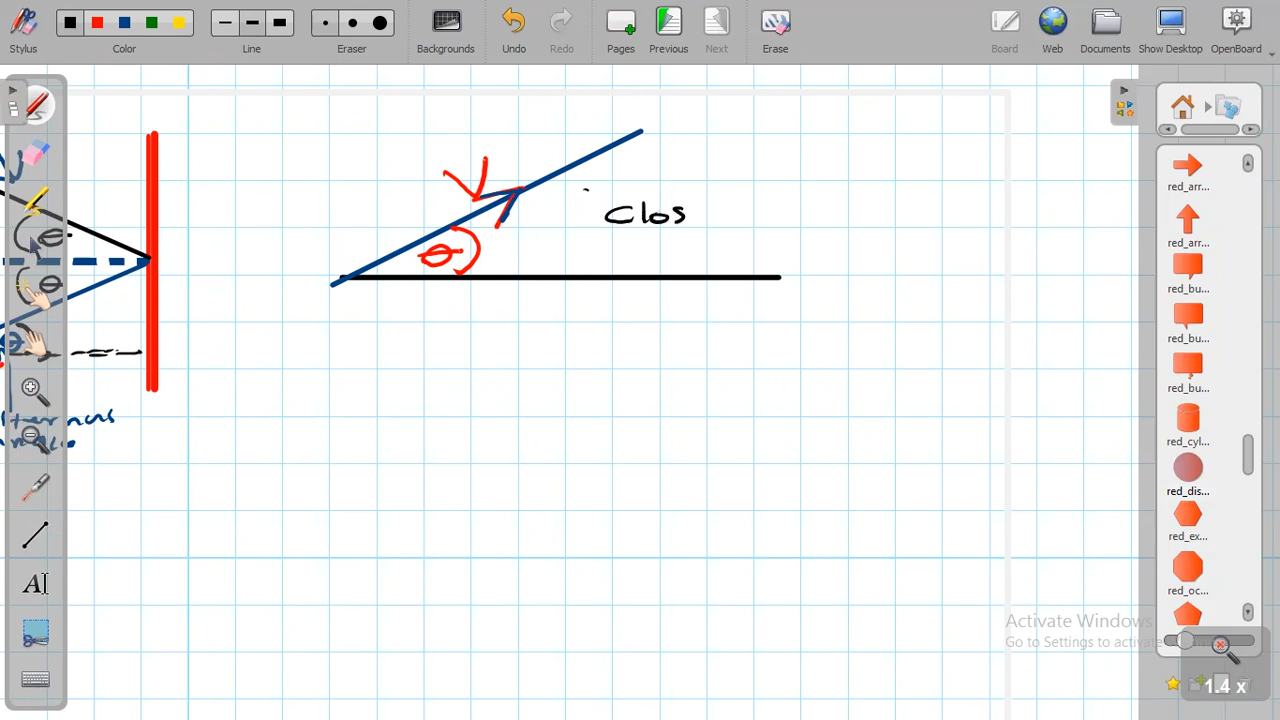 Stylus
Color
Line
Eraser
Backgrounds
Undo
Redo
Pages
Previous
Next
Erase
Board
Web
Documents
Show Desktop
OpenBoard
Clos
θ
θ
θ
θ
A
red_arr...
red_arr...
red_bu...
red_bu...
red_bu...
red_cyl...
red_dis...
red_ex...
red_oc...
Activate Windows
Go to Settings to activate
1.4 x